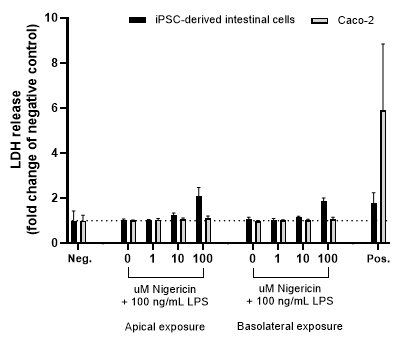 iPSC-derived intestinal cells
Caco-2
LDH release
(fold change of negative control)
10
8
6
4
2
0
Neg.
0 1 10 100
0 1 10 100
Pos.
uM Nigericin
+ 100 ng/mL LPS
uM Nigericin
+ 100 ng/mL LPS
Apical exposure
Basolateral exposure